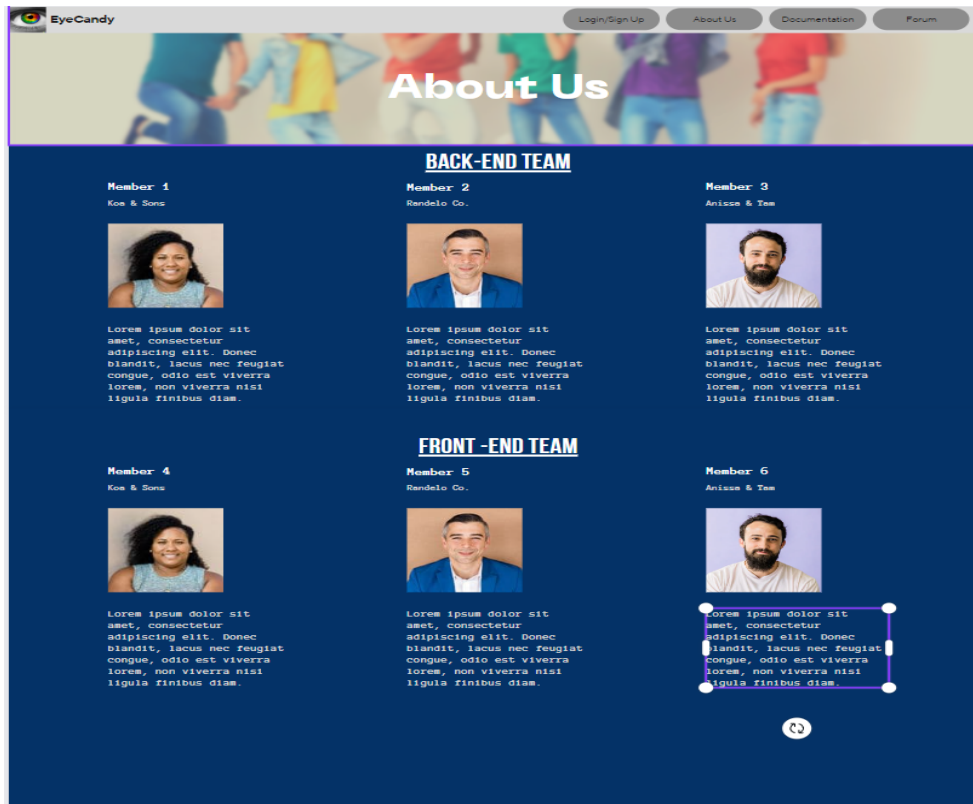 EyeCandy
Login/Sign Up
About Us
Documentation
Forum
About Us
BACK-END TEAM
Member 1
Koa & Sons
Member 2
Randelo Co.
Member 3
Anissa & Tam
Lorem ipsum dolor sit
amet, consectetur
adipiscing elit. Donec
blandit, lacus nec feugiat
congue, odio est viverra
lorem, non viverra nisi
ligula finibus diam.
Lorem ipsum dolor sit
amet, consectetur
adipiscing elit. Donec
blandit, lacus nec feugiat
congue, odio est viverra
lorem, non viverra nisi
ligula finibus diam.
Lorem ipsum dolor sit
amet, consectetur
adipiscing elit. Donec
blandit, lacus nec feugiat
congue, odio est viverra
lorem, non viverra nisi
ligula finibus diam.
FRONT -END TEAM
Member 4
Koa & Sons
Member 5
Randelo Co.
Member 6
Anissa & Tam
Lorem ipsum dolor sit
amet, consectetur
adipiscing elit. Donec
blandit, lacus nec feugiat
congue, odio est viverra
lorem, non viverra nisi
ligula finibus diam.
Lorem ipsum dolor sit
amet, consectetur
adipiscing elit. Donec
blandit, lacus nec feugiat
congue, odio est viverra
lorem, non viverra nisi
ligula finibus diam.
Lorem ipsum dolor sit
amet, consectetur
adipiscing elit. Donec
blandit, lacus nec feugiat
congue, odio est viverra
lorem, non viverra nisi
ligula finibus diam.